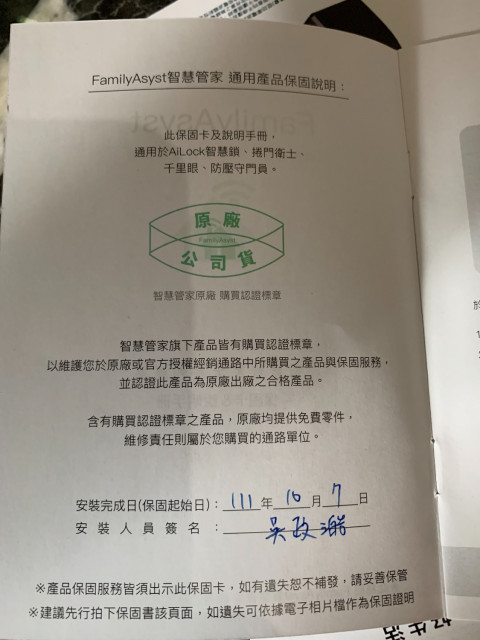 FamilyAsyst智慧管家 通用產品保固說明：
此保固卡及說明手冊，
通用於AiLock智慧鎖、捲門衛士、
千里眼、防壓守門員。
原廠
FamilyAsyst
公司貨
智慧管家原廠 購買認證標章
智慧管家旗下產品皆有購買認證標章，
以維護您於原廠或官方授權經銷通路中所購買之產品與保固服務，
並認證此產品為原廠出廠之合格產品。
含有購買認證標章之產品，原廠均提供免費零件，
維修責任則屬於您購買的通路單位。
安裝完成日(保固起始日)：111年10月7日
安裝人員簽名：吳政
※產品保固服務皆須出示此保固卡，如有遺失恕不補發，請妥善保管
※建議先行拍下保固書該頁面，如遺失可依據電子相片檔作為保固證明